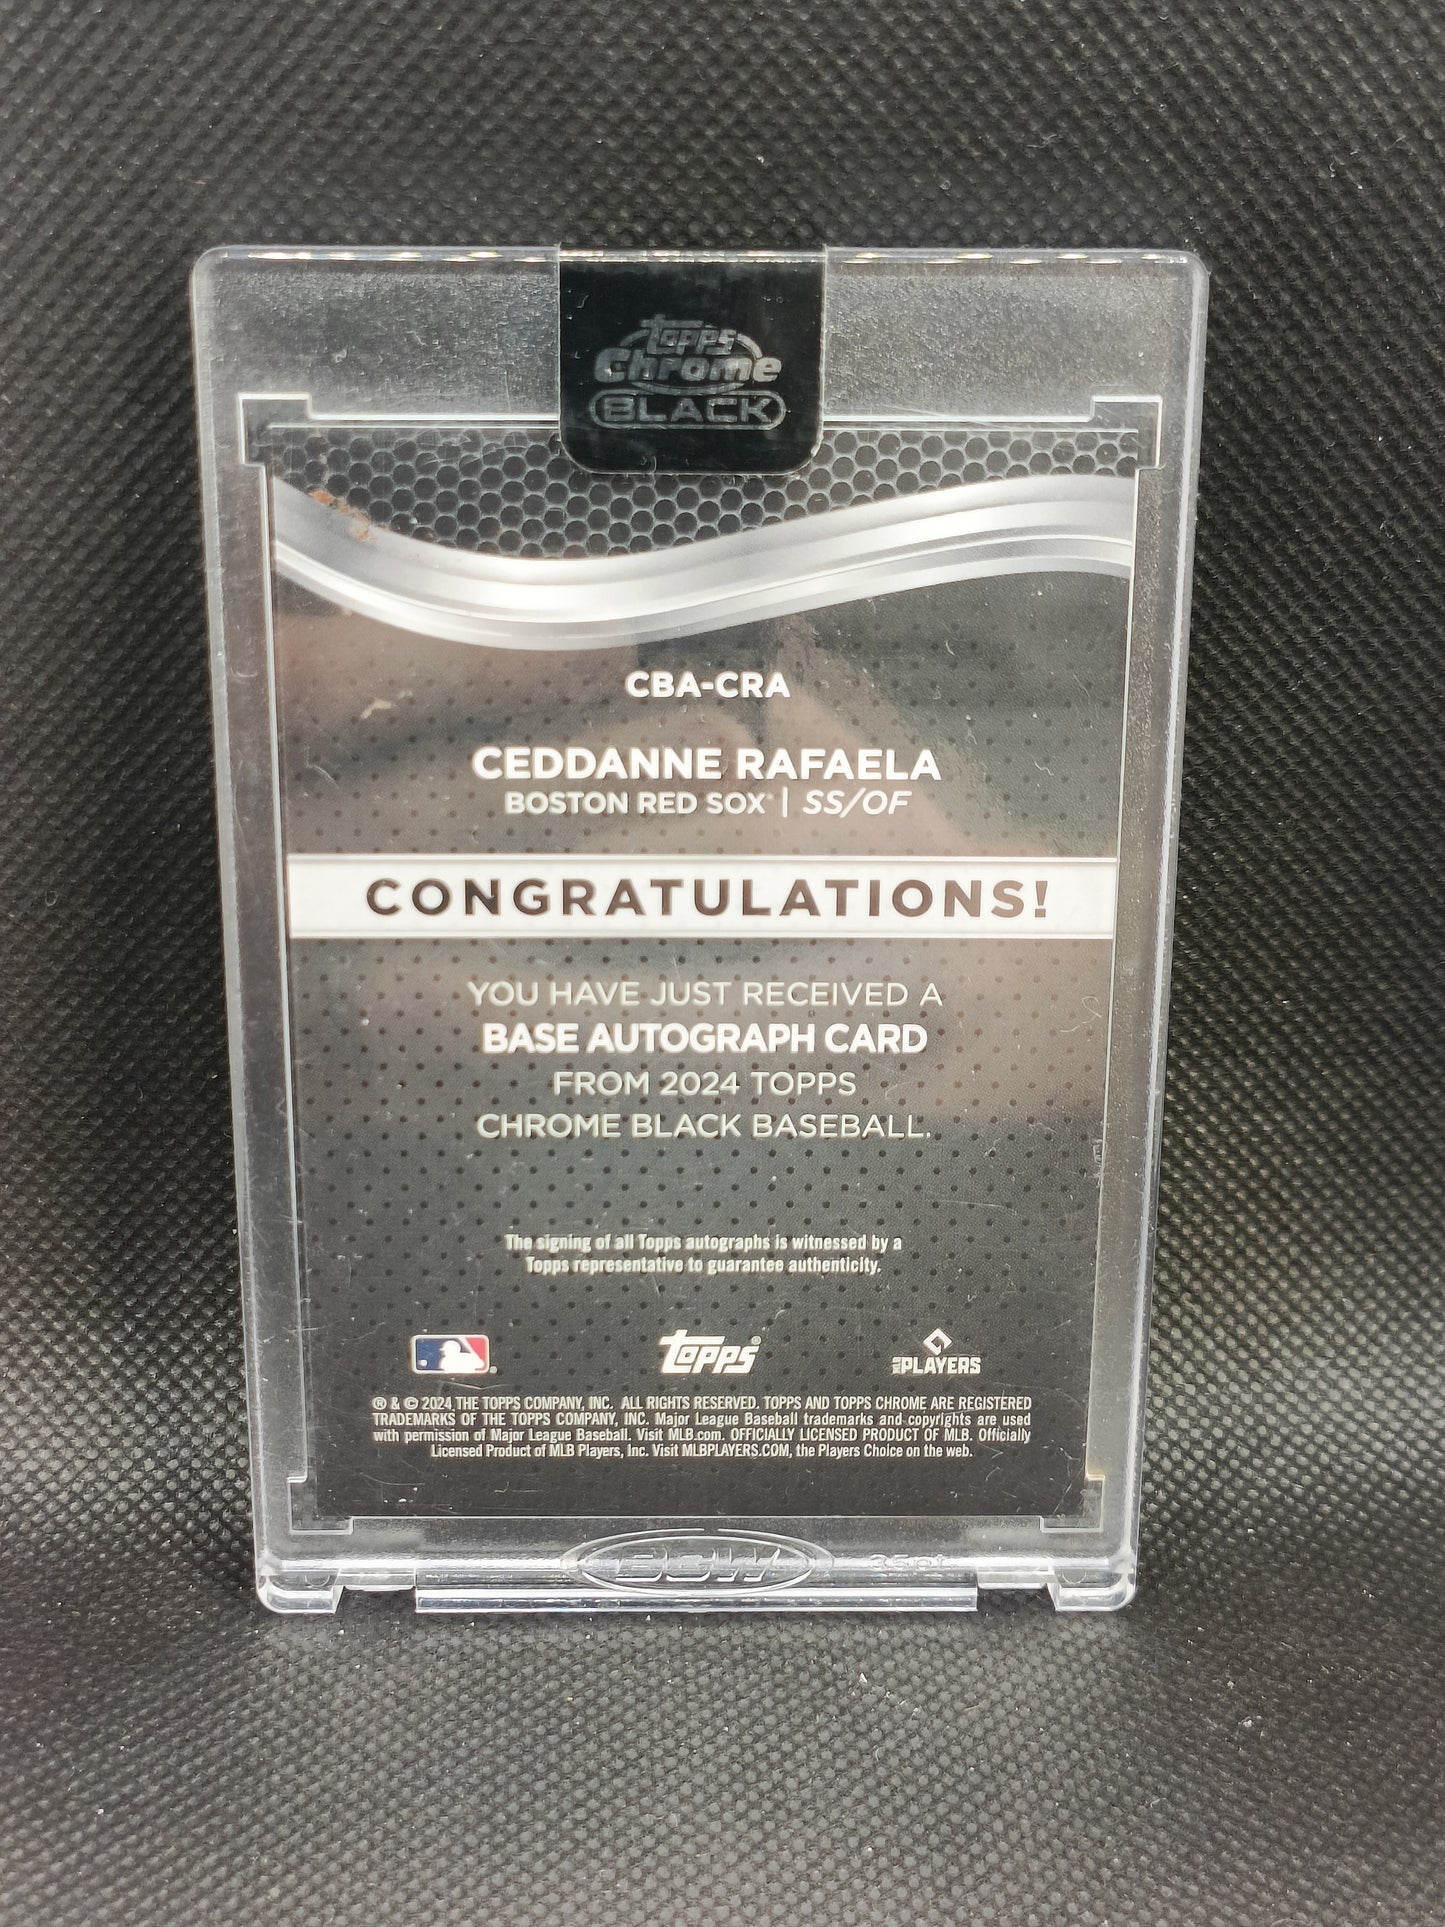 Topps
Chrome
BLACK
CBA-CRA
CEDDANNE RAFAELA
BOSTON RED SOX® | SS/OF
CONGRATULATIONS!
YOU HAVE JUST RECEIVED A
BASE AUTOGRAPH CARD
FROM 2024 TOPPS
CHROME BLACK BASEBALL.
The signing of all Topps autographs is witnessed by a
Topps representative to guarantee authenticity.
Topps®
MLB PLAYERS
® & © 2024 THE TOPPS COMPANY, INC. ALL RIGHTS RESERVED. TOPPS AND TOPPS CHROME ARE REGISTERED
TRADEMARKS OF THE TOPPS COMPANY, INC. Major League Baseball trademarks and copyrights are used
with permission of Major League Baseball. Visit MLB.com. OFFICIALLY LICENSED PRODUCT OF MLB. Officially
Licensed Product of MLB Players, Inc. Visit MLBPLAYERS.COM, the Players Choice on the web.
BCW 35pt